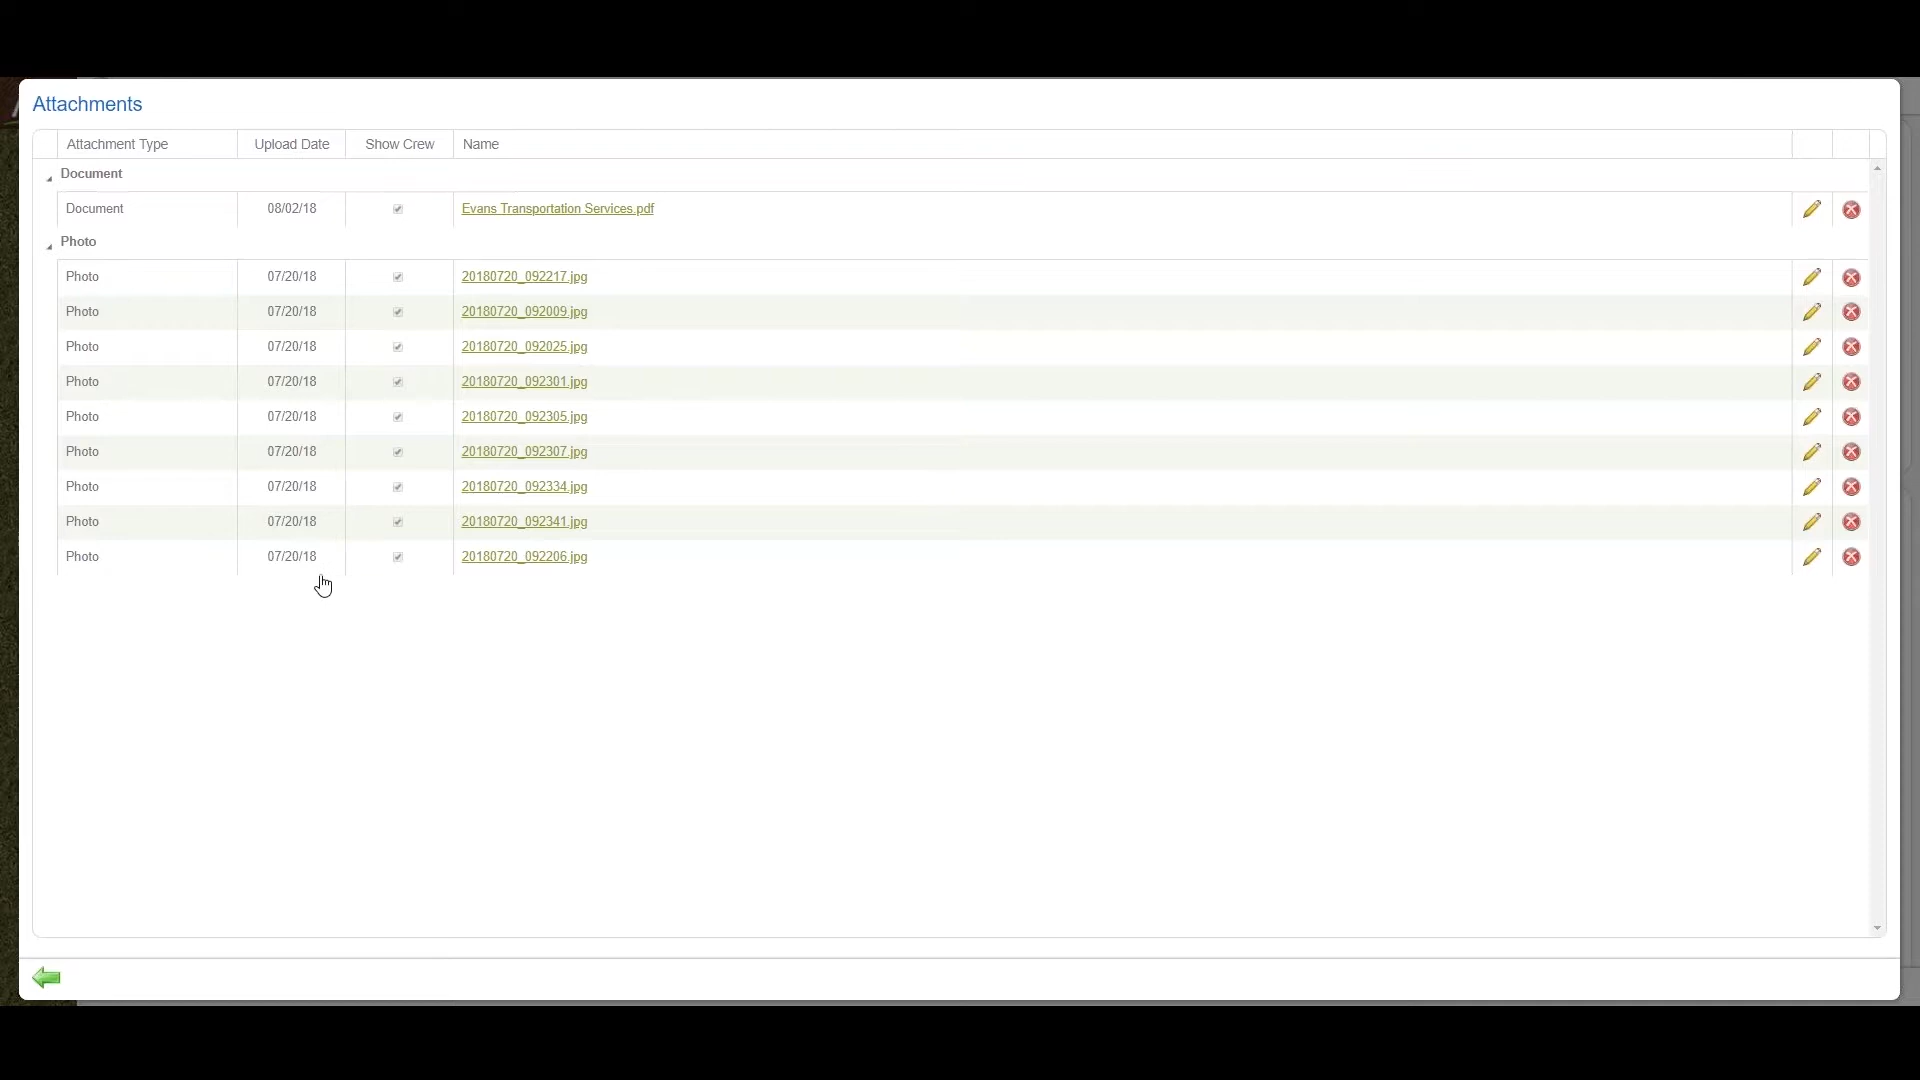 Attachments
Attachment Type Upload Date Show Crew Name
Document
Document 08/02/18 Evans Transportation Services.pdf
Photo
Photo 07/20/18 20180720_092217.jpg
Photo 07/20/18 20180720_092009.jpg
Photo 07/20/18 20180720_092025.jpg
Photo 07/20/18 20180720_092301.jpg
Photo 07/20/18 20180720_092305.jpg
Photo 07/20/18 20180720_092307.jpg
Photo 07/20/18 20180720_092334.jpg
Photo 07/20/18 20180720_092341.jpg
Photo 07/20/18 20180720_092206.jpg